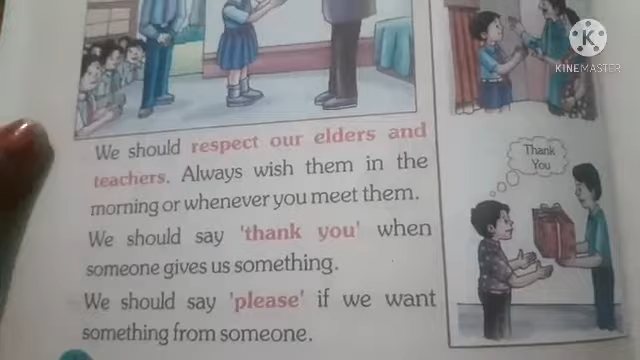 We should respect our elders and
teachers. Always wish them in the
morning or whenever you meet them.
We should say 'thank you' when
someone gives us something.
We should say 'please' if we want
something from someone.
Thank
You
K
KINEMASTER